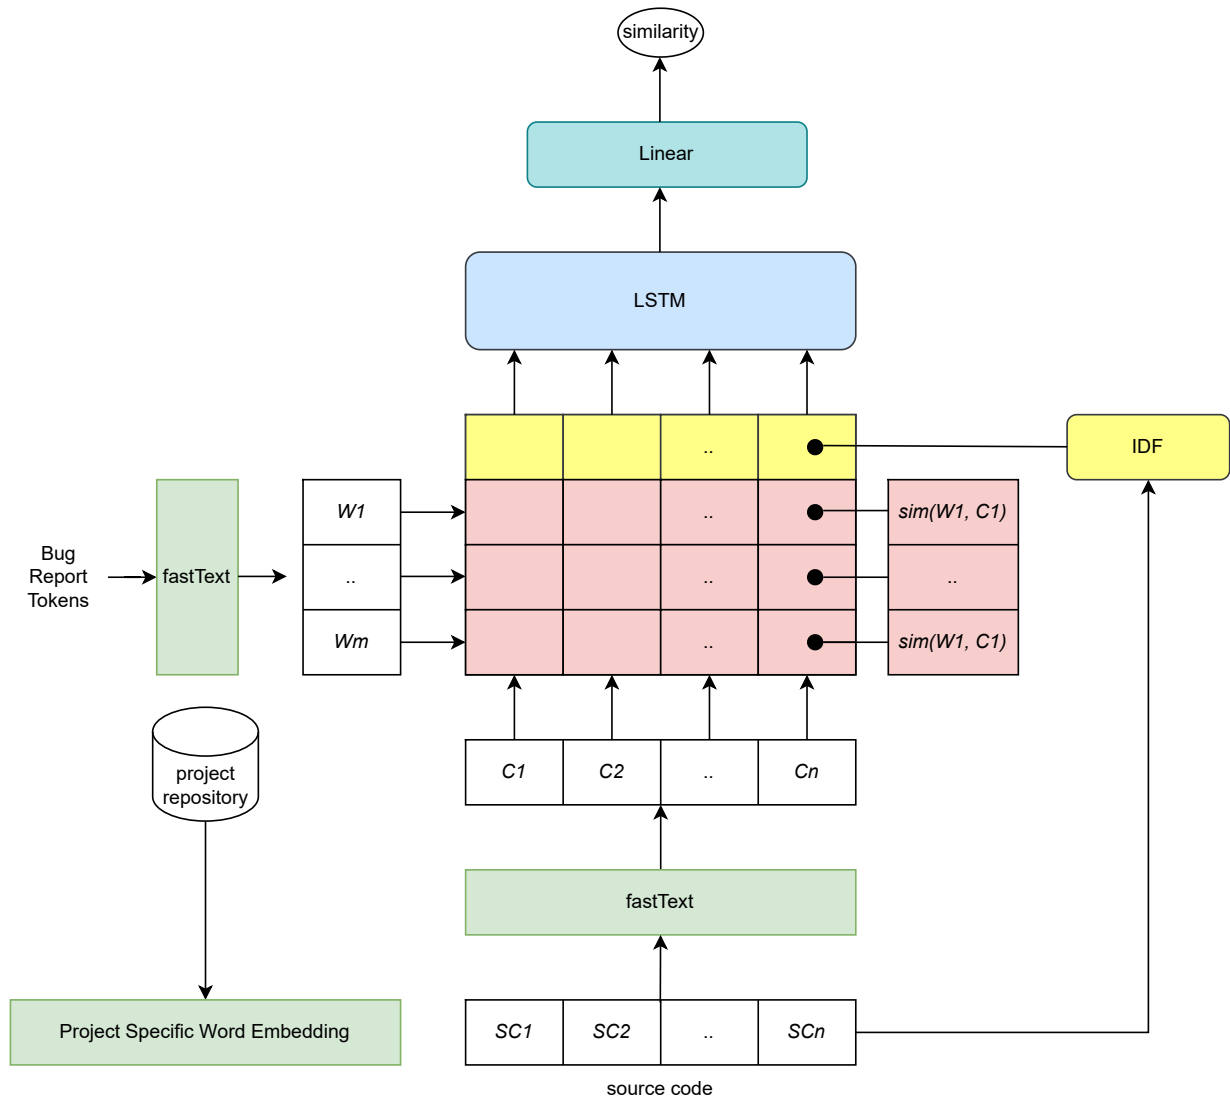 similarity
Linear
LSTM
.. IDF
W1 .. sim(W1, C1)
Bug
Report
Tokens
fastText
.. .. ..
Wm .. sim(W1, C1)
project
repository
C1 C2 .. Cn
fastText
Project Specific Word Embedding
SC1 SC2 .. SCn
source code